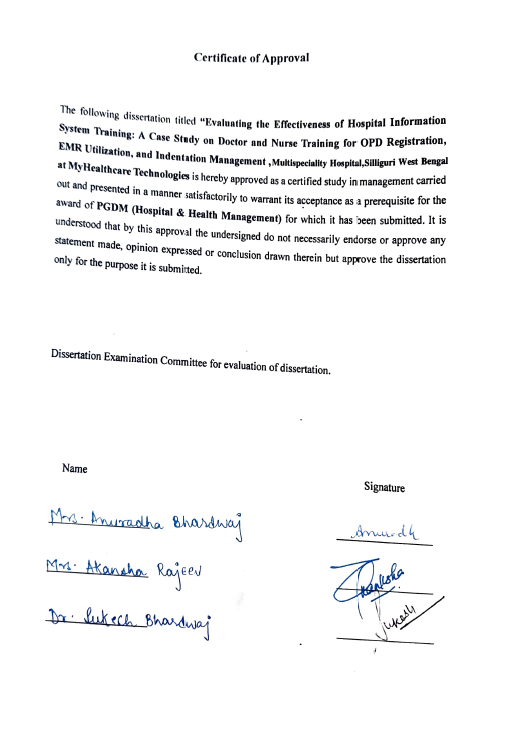 Certificate of Approval
The following dissertation titled "Evaluating the Effectiveness of Hospital Information
System Training: A Case Study on Doctor and Nurse Training for OPD Registration,
EMR Utilization, and Indentation Management ,Multispeciality Hospital,Silliguri West Bengal
at MyHealthcare Technologies is hereby approved as a certified study in management carried
out and presented in a manner satisfactorily to warrant its acceptance as a prerequisite for the
award of PGDM (Hospital & Health Management) for which it has been submitted. It is
understood that by this approval the undersigned do not necessarily endorse or approve any
statement made, opinion expressed or conclusion drawn therein but approve the dissertation
only for the purpose it is submitted.
Dissertation Examination Committee for evaluation of dissertation.
Name
Signature
Mrs. Anuradha Bhardwaj
Mrs. Akansha Rajeev
Dr. Sukesh Bhardwaj